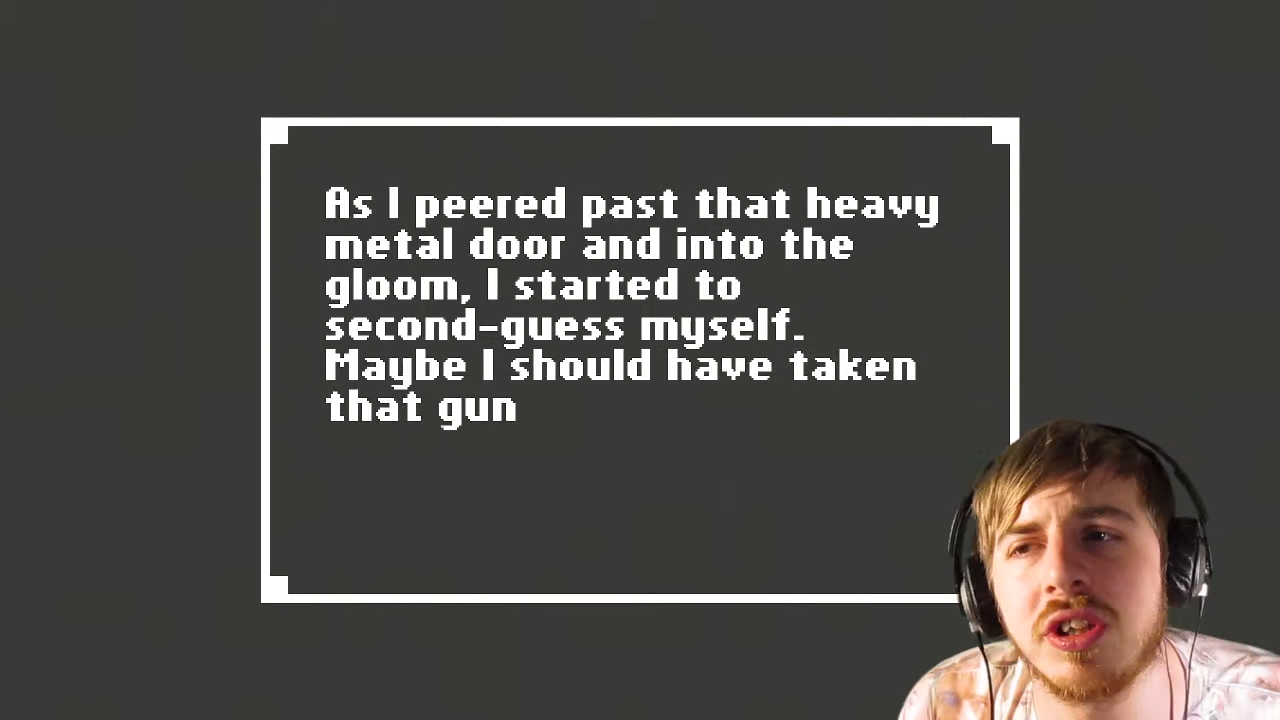 As I peered past that heavy
metal door and into the
gloom, I started to
second-guess myself.
Maybe I should have taken
that gun